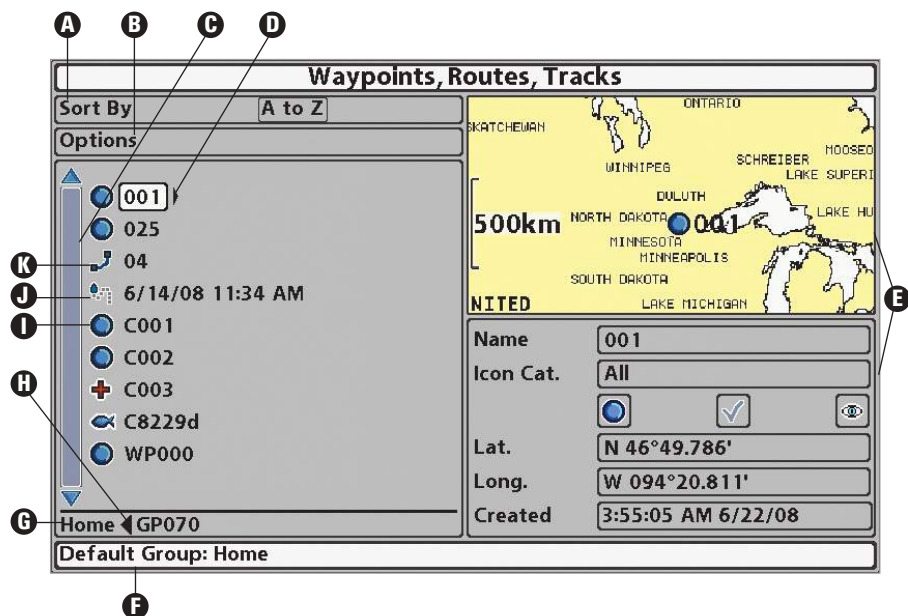 A B C D
Waypoints, Routes, Tracks
Sort By A to Z
Options
001
025
K 04
J 6/14/08 11:34 AM
I C001
C002
H C003
C8229d
WP000
G Home GP070
Default Group: Home
F
ONTARIO
SKATCHEWAN
MOOSEO
WINNIPEG SCHREIBER
LAKE SUPERI
DULUTH
500km NORTH DAKOTA 001 LAKE HU
MINNESOTA
MINNEAPOLIS
SOUTH DAKOTA
NITED LAKE MICHIGAN
E
Name 001
Icon Cat. All
Lat. N 46°49.786'
Long. W 094°20.811'
Created 3:55:05 AM 6/22/08